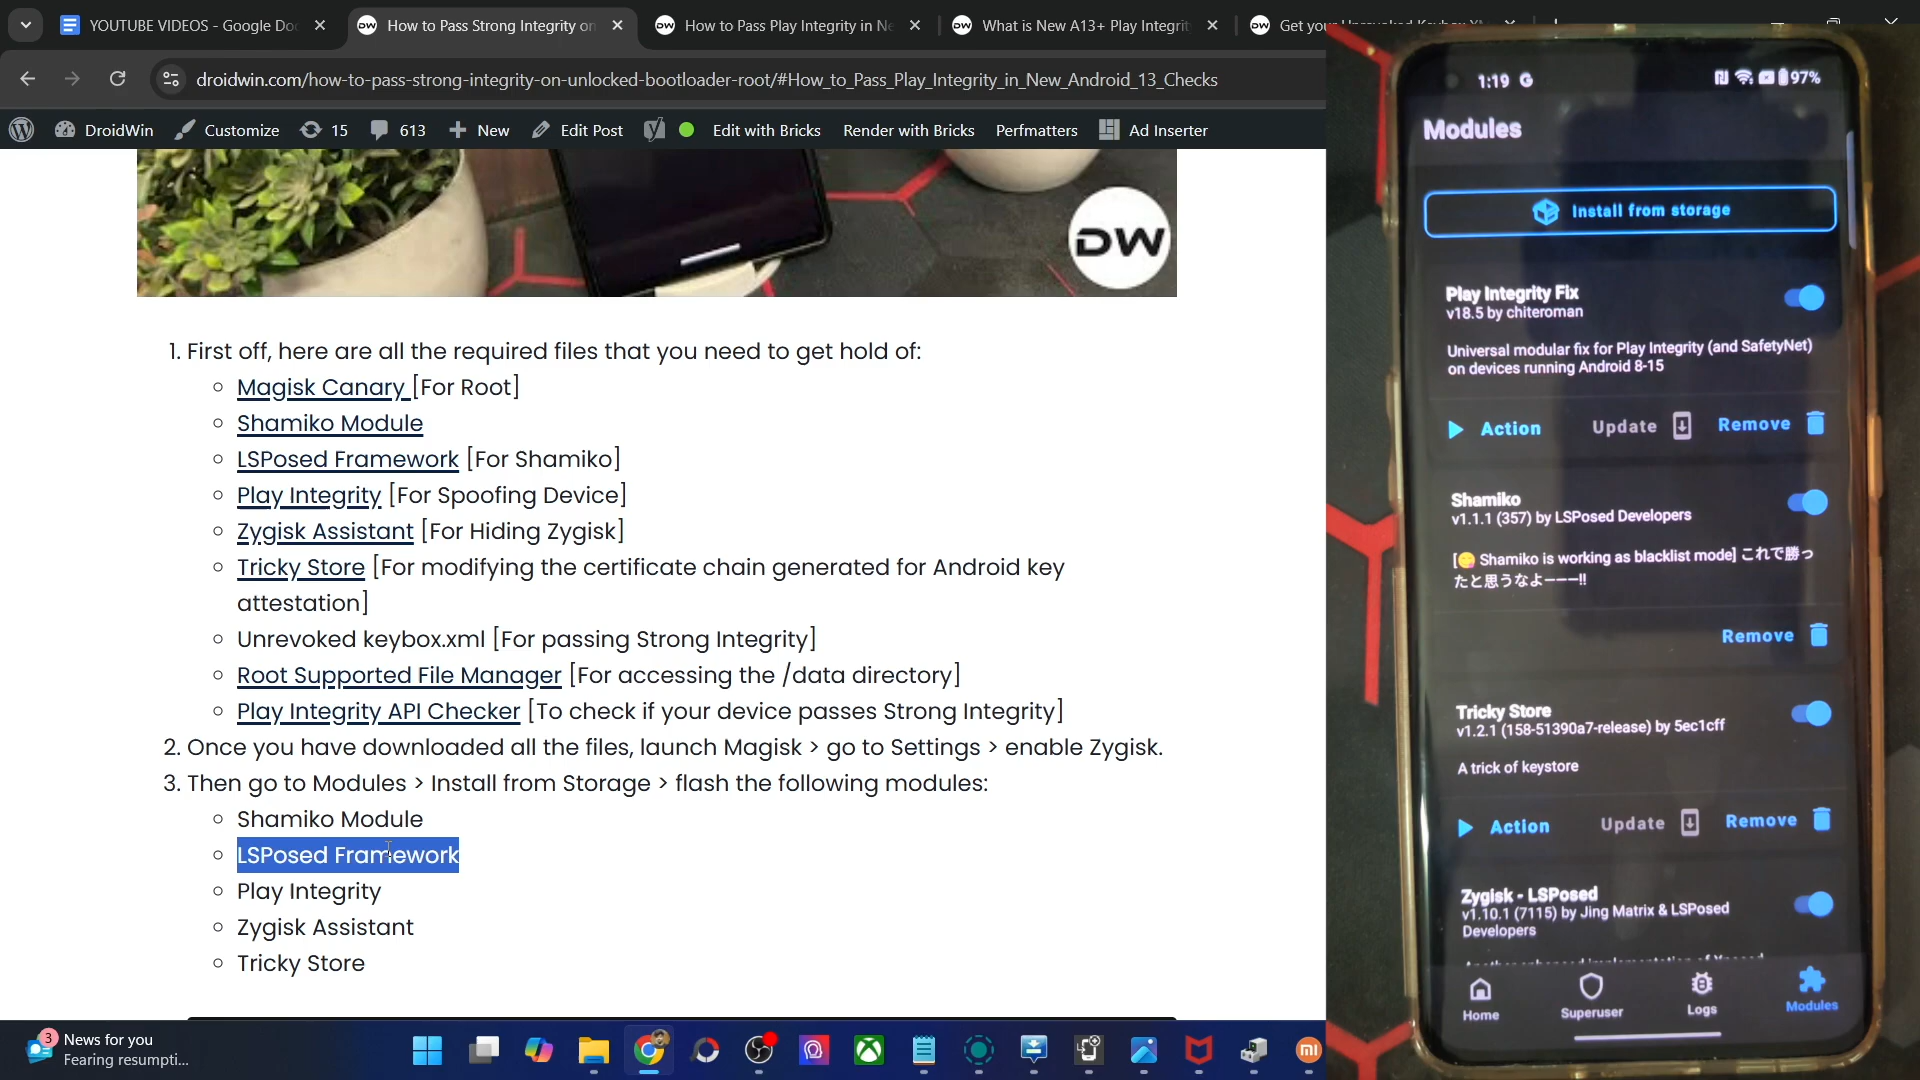 YOUTUBE VIDEOS - Google Doc
How to Pass Strong Integrity on
How to Pass Play Integrity in Ne
What is New A13+ Play Integrit
droidwin.com/how-to-pass-strong-integrity-on-unlocked-bootloader-root/#How_to_Pass_Play_Integrity_in_New_Android_13_Checks
DroidWin
Customize
15
613
New
Edit Post
Edit with Bricks
Render with Bricks
Perfmatters
Ad Inserter
DW
1. First off, here are all the required files that you need to get hold of:
Magisk Canary [For Root]
Shamiko Module
LSPosed Framework [For Shamiko]
Play Integrity [For Spoofing Device]
Zygisk Assistant [For Hiding Zygisk]
Tricky Store [For modifying the certificate chain generated for Android key
attestation]
Unrevoked keybox.xml [For passing Strong Integrity]
Root Supported File Manager [For accessing the /data directory]
Play Integrity API Checker [To check if your device passes Strong Integrity]
2. Once you have downloaded all the files, launch Magisk > go to Settings > enable Zygisk.
3. Then go to Modules > Install from Storage > flash the following modules:
Shamiko Module
LSPosed Framework
Play Integrity
Zygisk Assistant
Tricky Store
3
News for you
Fearing resumpti...
1:19 G
97%
Modules
Install from storage
Play Integrity Fix
v18.5 by chiteroman
Universal modular fix for Play Integrity (and SafetyNet)
on devices running Android 8-15
Action Update Remove
Shamiko
v1.1.1 (357) by LSPosed Developers
[😋 Shamiko is working as blacklist mode] これで勝っ
たと思うなよ———!!
Remove
Tricky Store
v1.2.1 (158-51390a7-release) by 5ec1cff
A trick of keystore
Action Update Remove
Zygisk - LSPosed
v1.10.1 (7115) by Jing Matrix & LSPosed
Developers
Home
Superuser
Logs
Modules